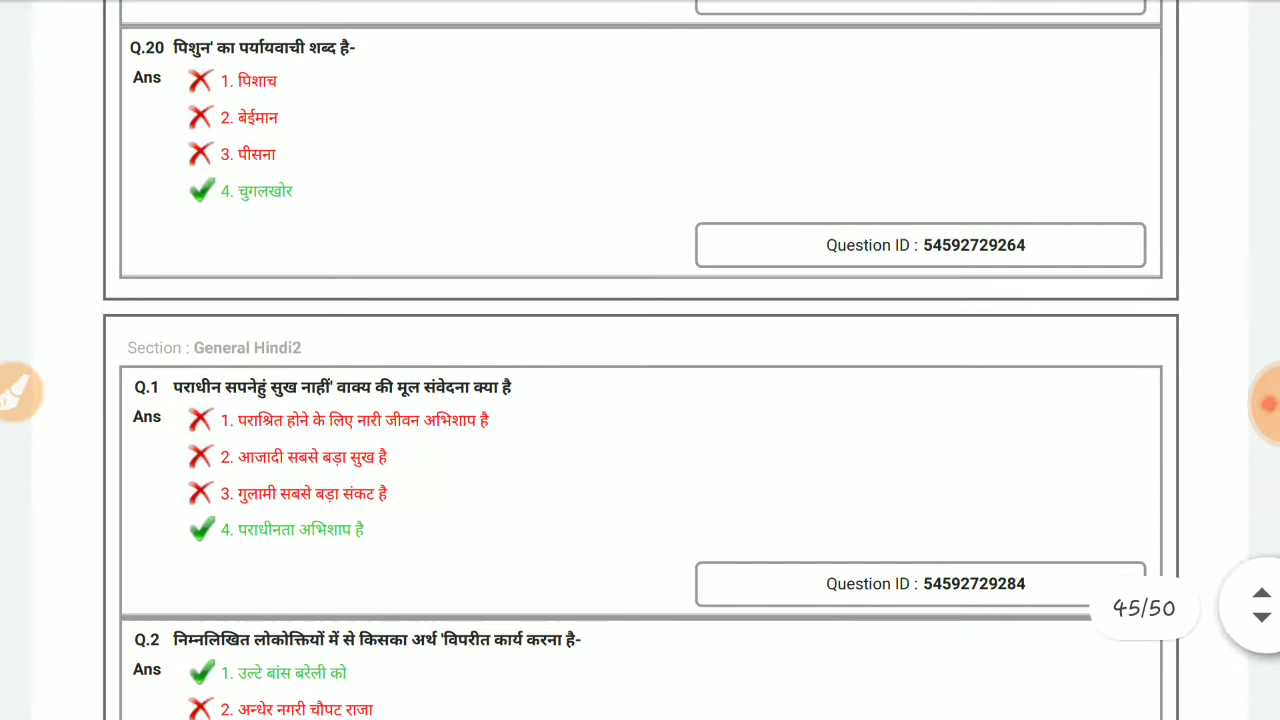 Q.20 पिशुन' का पर्यायवाची शब्द है-
Ans
1. पिशाच
2. बेईमान
3. पीसना
4. चुगलखोर
Question ID : 54592729264
Section : General Hindi2
Q.1 पराधीन सपनेहुं सुख नाहीं' वाक्य की मूल संवेदना क्या है
Ans
1. पराश्रित होने के लिए नारी जीवन अभिशाप है
2. आजादी सबसे बड़ा सुख है
3. गुलामी सबसे बड़ा संकट है
4. पराधीनता अभिशाप है
Question ID : 54592729284
45/50
Q.2 निम्नलिखित लोकोक्तियों में से किसका अर्थ 'विपरीत कार्य करना है-
Ans
1. उल्टे बांस बरेली को
2. अन्धेर नगरी चौपट राजा